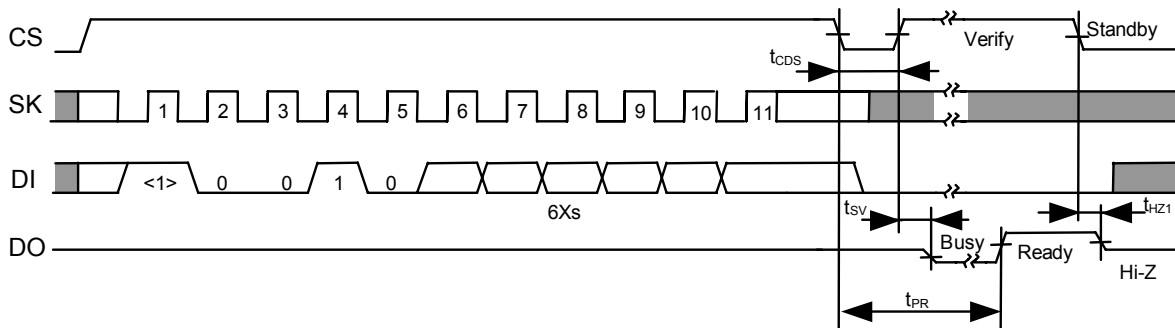 CS
Verify
Standby
tCDS
SK
1 2 3 4 5 6 7 8 9 10 11
DI
<1> 0 0 1 0
6Xs
tSV
tHZ1
DO
Busy
Ready
Hi-Z
tPR